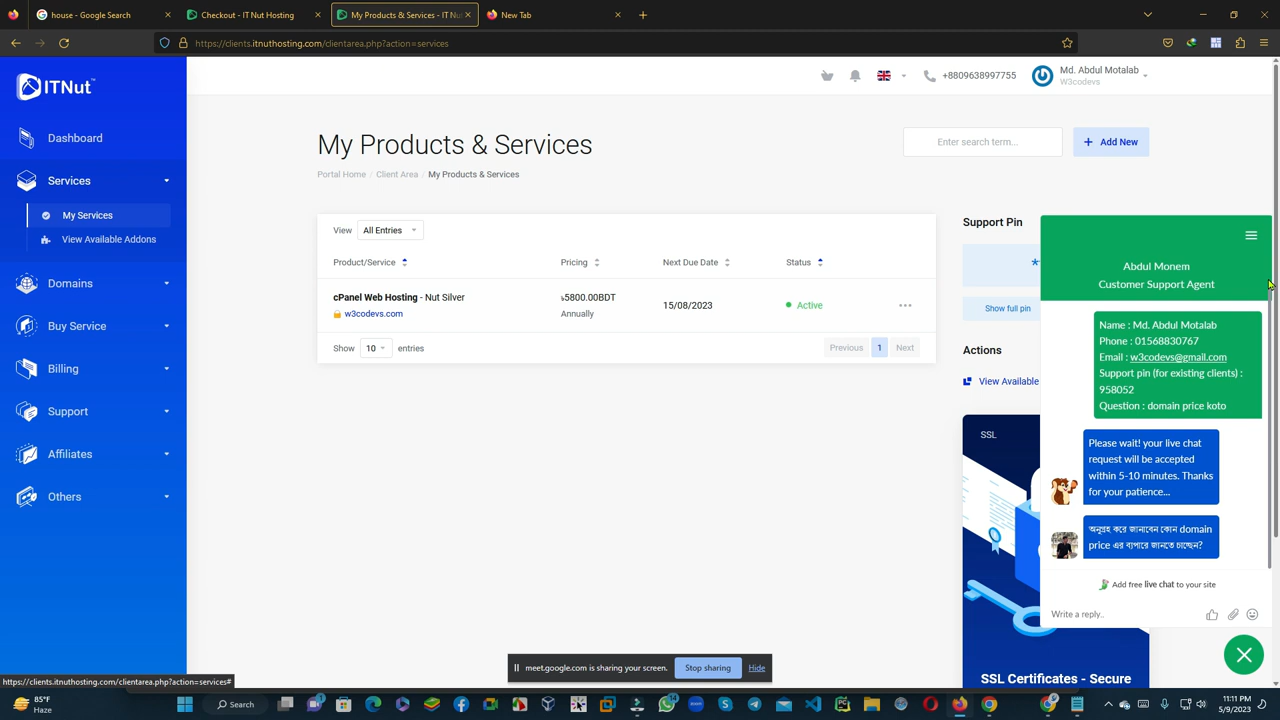 house - Google Search
Checkout - IT Nut Hosting
My Products & Services - IT Nut
New Tab
https://clients.itnuthosting.com/clientarea.php?action=services
ITNut
+8809638997755
Md. Abdul Motalab
W3codevs
Dashboard
Services
My Services
View Available Addons
Domains
Buy Service
Billing
Support
Affiliates
Others
My Products & Services
Enter search term...
Add New
Portal Home / Client Area / My Products & Services
View All Entries
Product/Service
Pricing
Next Due Date
Status
cPanel Web Hosting - Nut Silver
৳5800.00BDT
15/08/2023
Active
w3codevs.com
Annually
Show 10 entries
Previous 1 Next
Support Pin
Show full pin
Actions
View Available
SSL
SSL Certificates - Secure
Abdul Monem
Customer Support Agent
Name : Md. Abdul Motalab
Phone : 01568830767
Email : w3codevs@gmail.com
Support pin (for existing clients) :
958052
Question : domain price koto
Please wait! your live chat
request will be accepted
within 5-10 minutes. Thanks
for your patience...
অনুগ্রহ করে জানাবেন কোন domain
price এর ব্যপারে জানতে চাচ্ছেন?
Add free live chat to your site
Write a reply..
meet.google.com is sharing your screen.
Stop sharing
Hide
https://clients.itnuthosting.com/clientarea.php?action=services#
85°F
Haze
Search
11:11 PM
5/9/2023